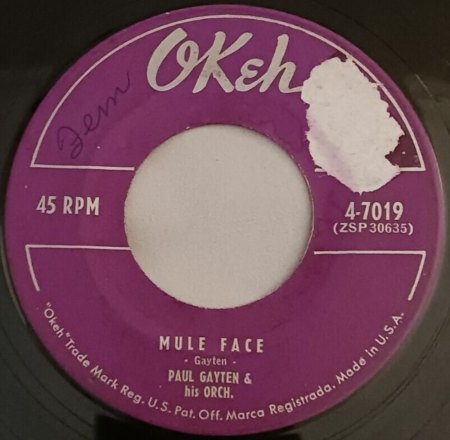 OKeh
Zem
45 RPM
4-7019
(ZSP 30635)
MULE FACE
- Gayten -
PAUL GAYTEN &
his ORCH.
"Okeh" Trade Mark Reg. U.S. Pat. Off. Marca Registrada. Made in U.S.A.